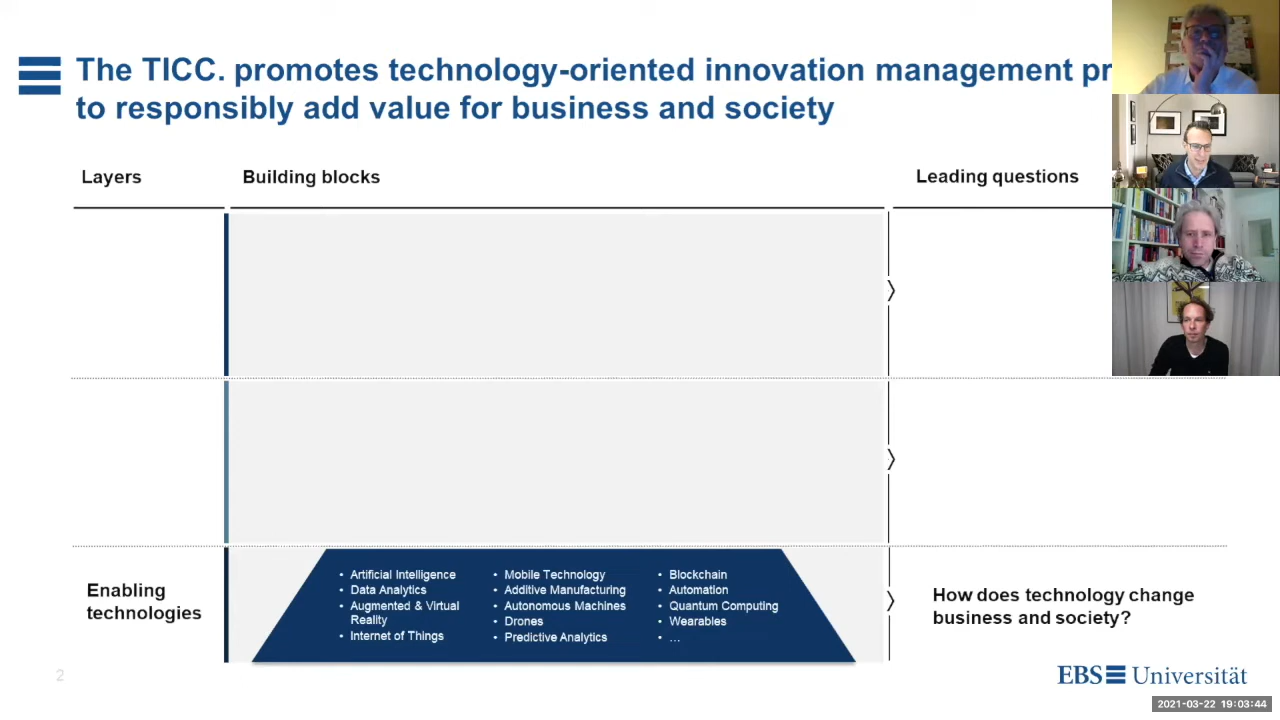 The TICC. promotes technology-oriented innovation management pr
to responsibly add value for business and society
Layers
Building blocks
Leading questions
Enabling
technologies
• Artificial Intelligence
• Data Analytics
• Augmented & Virtual
Reality
• Internet of Things
• Mobile Technology
• Additive Manufacturing
• Autonomous Machines
• Drones
• Predictive Analytics
• Blockchain
• Automation
• Quantum Computing
• Wearables
• ...
How does technology change
business and society?
2
EBS Universität
2021-03-22 19:03:44